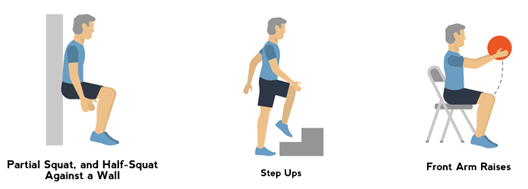 Partial Squat, and Half-Squat
Against a Wall
Step Ups
Front Arm Raises